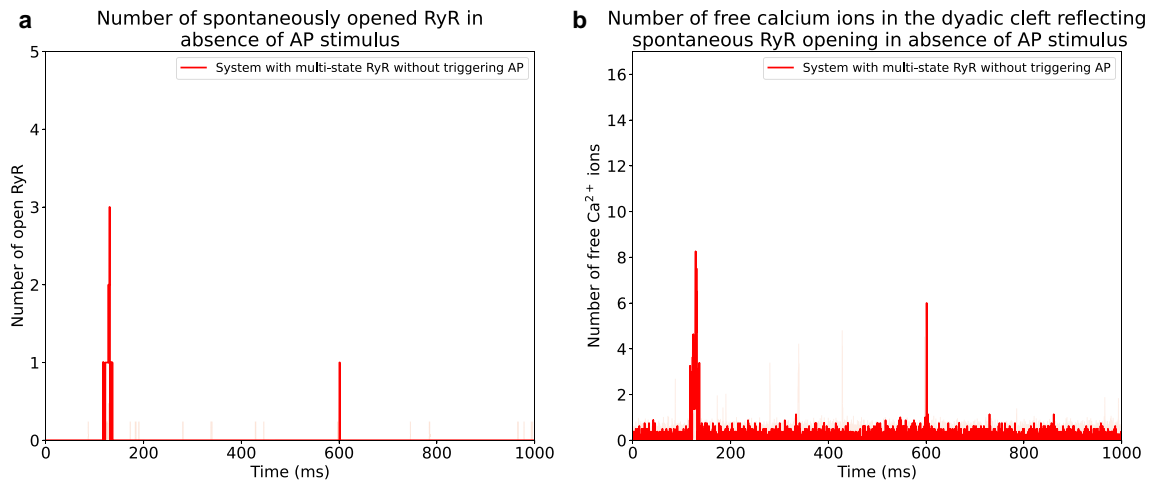 a
Number of spontaneously opened RyR in
absence of AP stimulus
System with multi-state RyR without triggering AP
Number of open RyR
5
4
3
2
1
0
0
200
400
600
800
1000
Time (ms)
b
Number of free calcium ions in the dyadic cleft reflecting
spontaneous RyR opening in absence of AP stimulus
System with multi-state RyR without triggering AP
Number of free Ca²⁺ ions
16
14
12
10
8
6
4
2
0
0
200
400
600
800
1000
Time (ms)